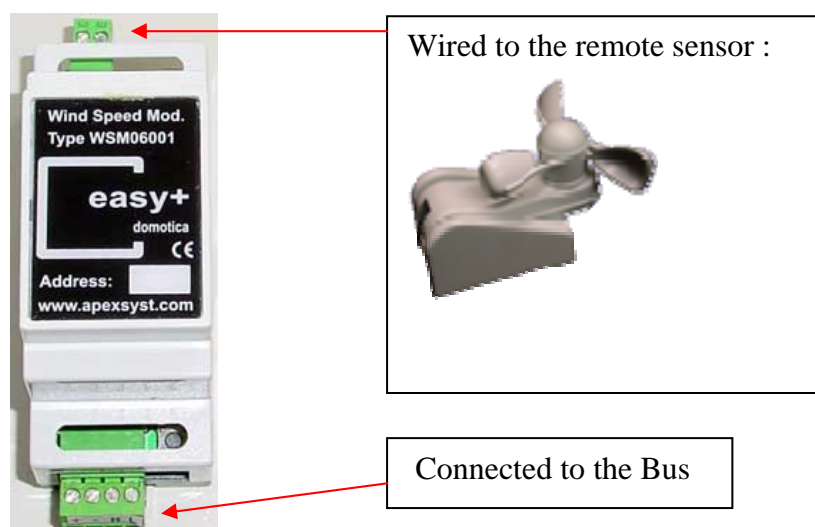 Wired to the remote sensor :
Wind Speed Mod.
Type WSM06001
easy+
domotica
CE
Address:
www.apexsyst.com
Connected to the Bus
+ - H L